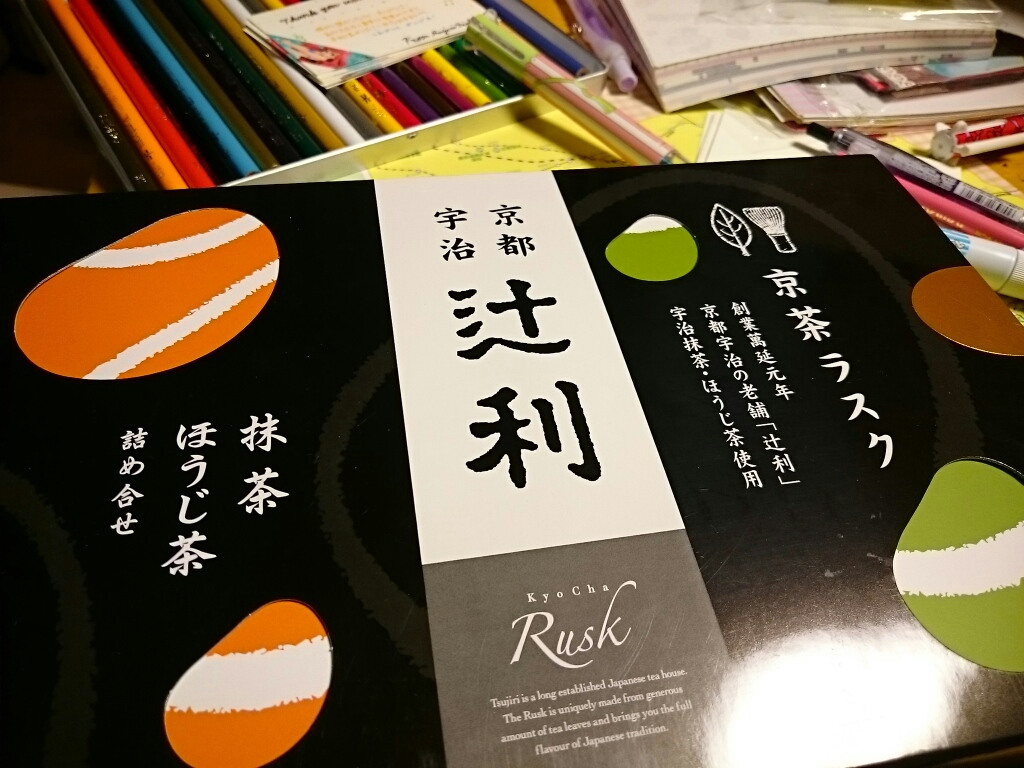 Thank you
From
京都
宇治
辻利
京茶ラスク
創業萬延元年
京都宇治の老舗「辻利」
宇治抹茶・ほうじ茶使用
抹茶
ほうじ茶
詰め合せ
KyoCha
Rusk
Tsujiri is a long established Japanese tea house.
The Rusk is uniquely made from generous
amount of tea leaves and brings you the full
flavour of Japanese tradition.